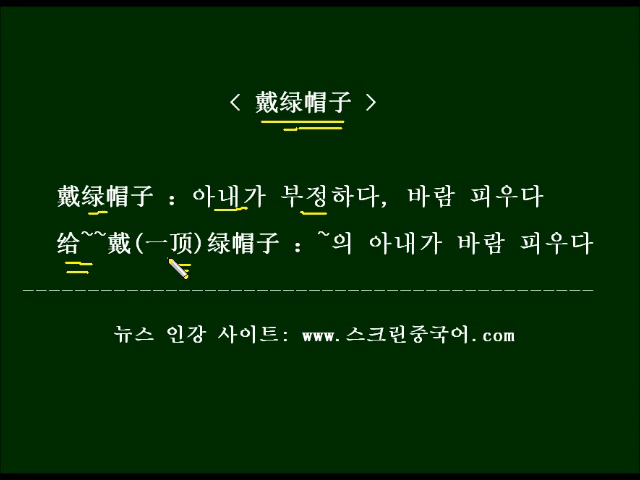 < 戴绿帽子 >
戴绿帽子 : 아내가 부정하다, 바람 피우다
给~~戴(一顶)绿帽子 : ~의 아내가 바람 피우다
뉴스 인강 사이트: www.스크린중국어.com